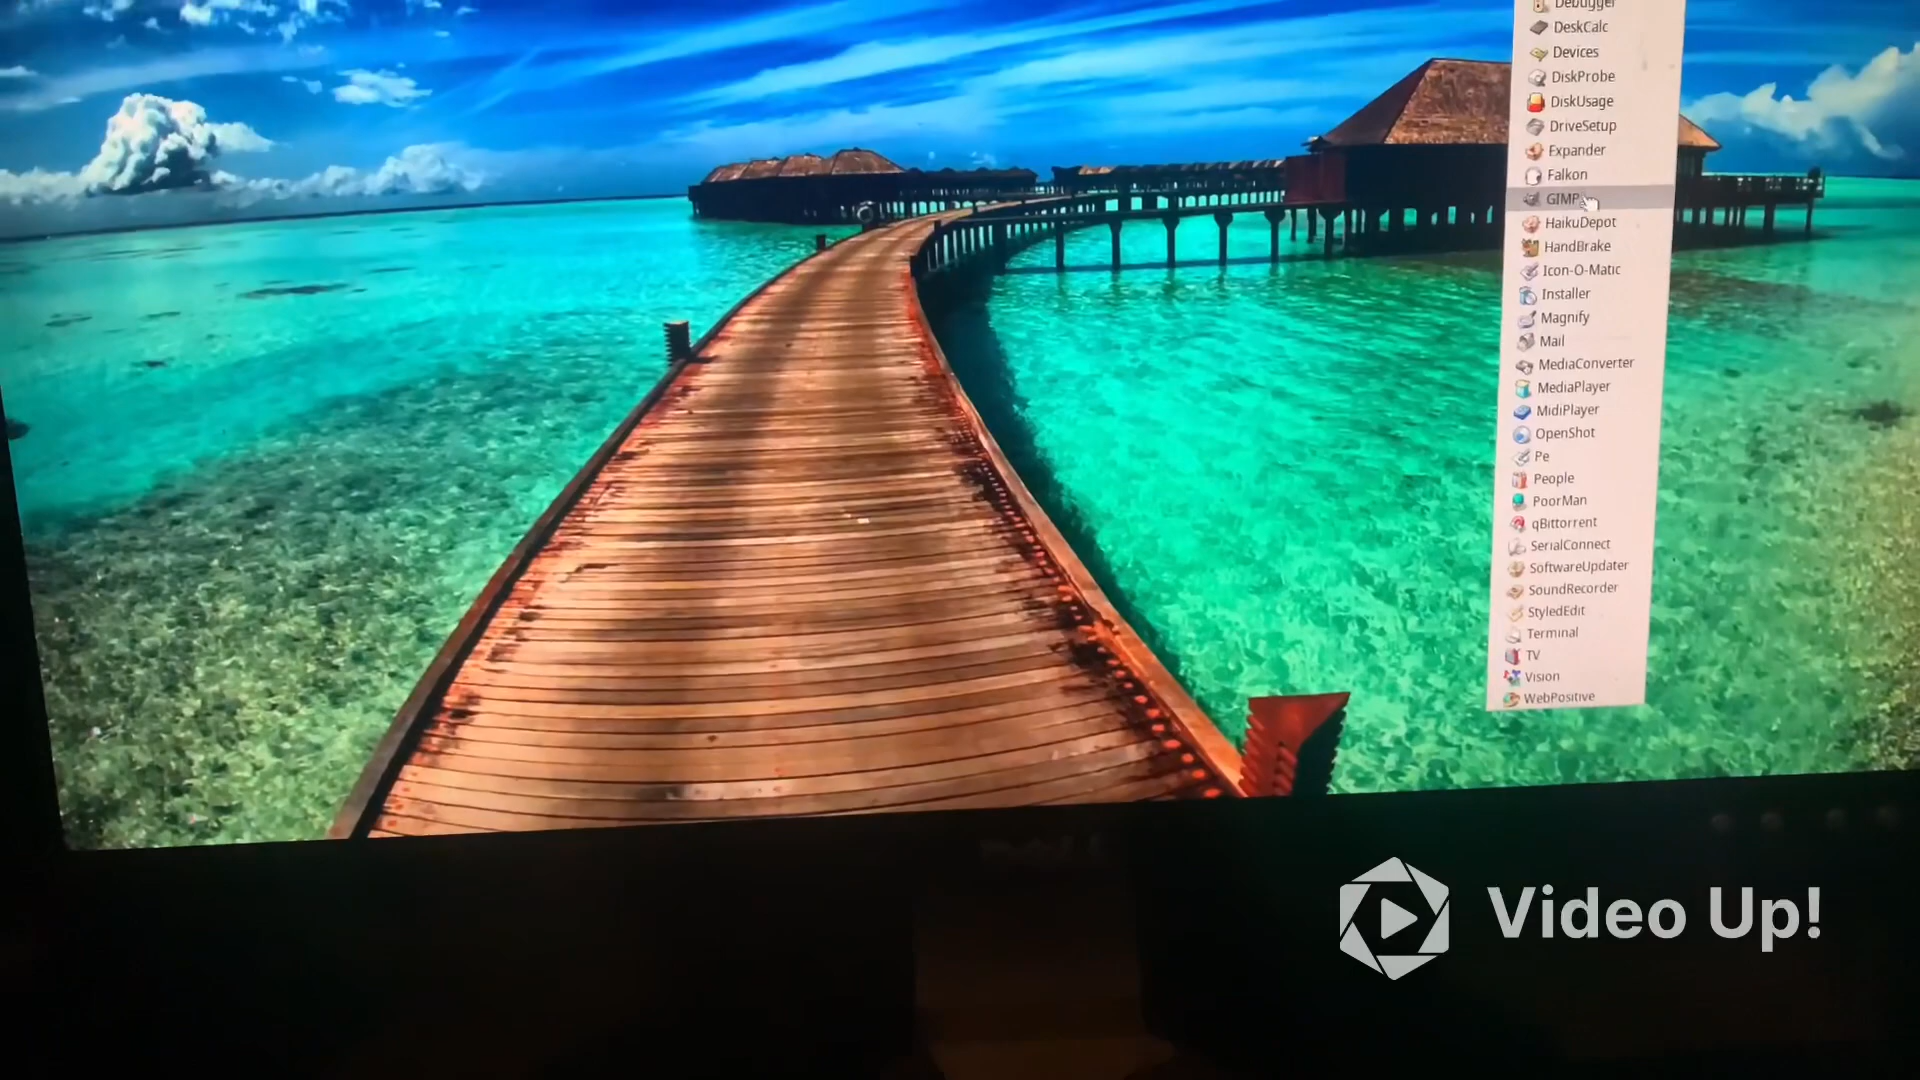 Debugger
DeskCalc
Devices
DiskProbe
DiskUsage
DriveSetup
Expander
Falkon
GIMP
HaikuDepot
HandBrake
Icon-O-Matic
Installer
Magnify
Mail
MediaConverter
MediaPlayer
MidiPlayer
OpenShot
Pe
People
PoorMan
qBittorrent
SerialConnect
SoftwareUpdater
SoundRecorder
StyledEdit
Terminal
TV
Vision
WebPositive
Video Up!